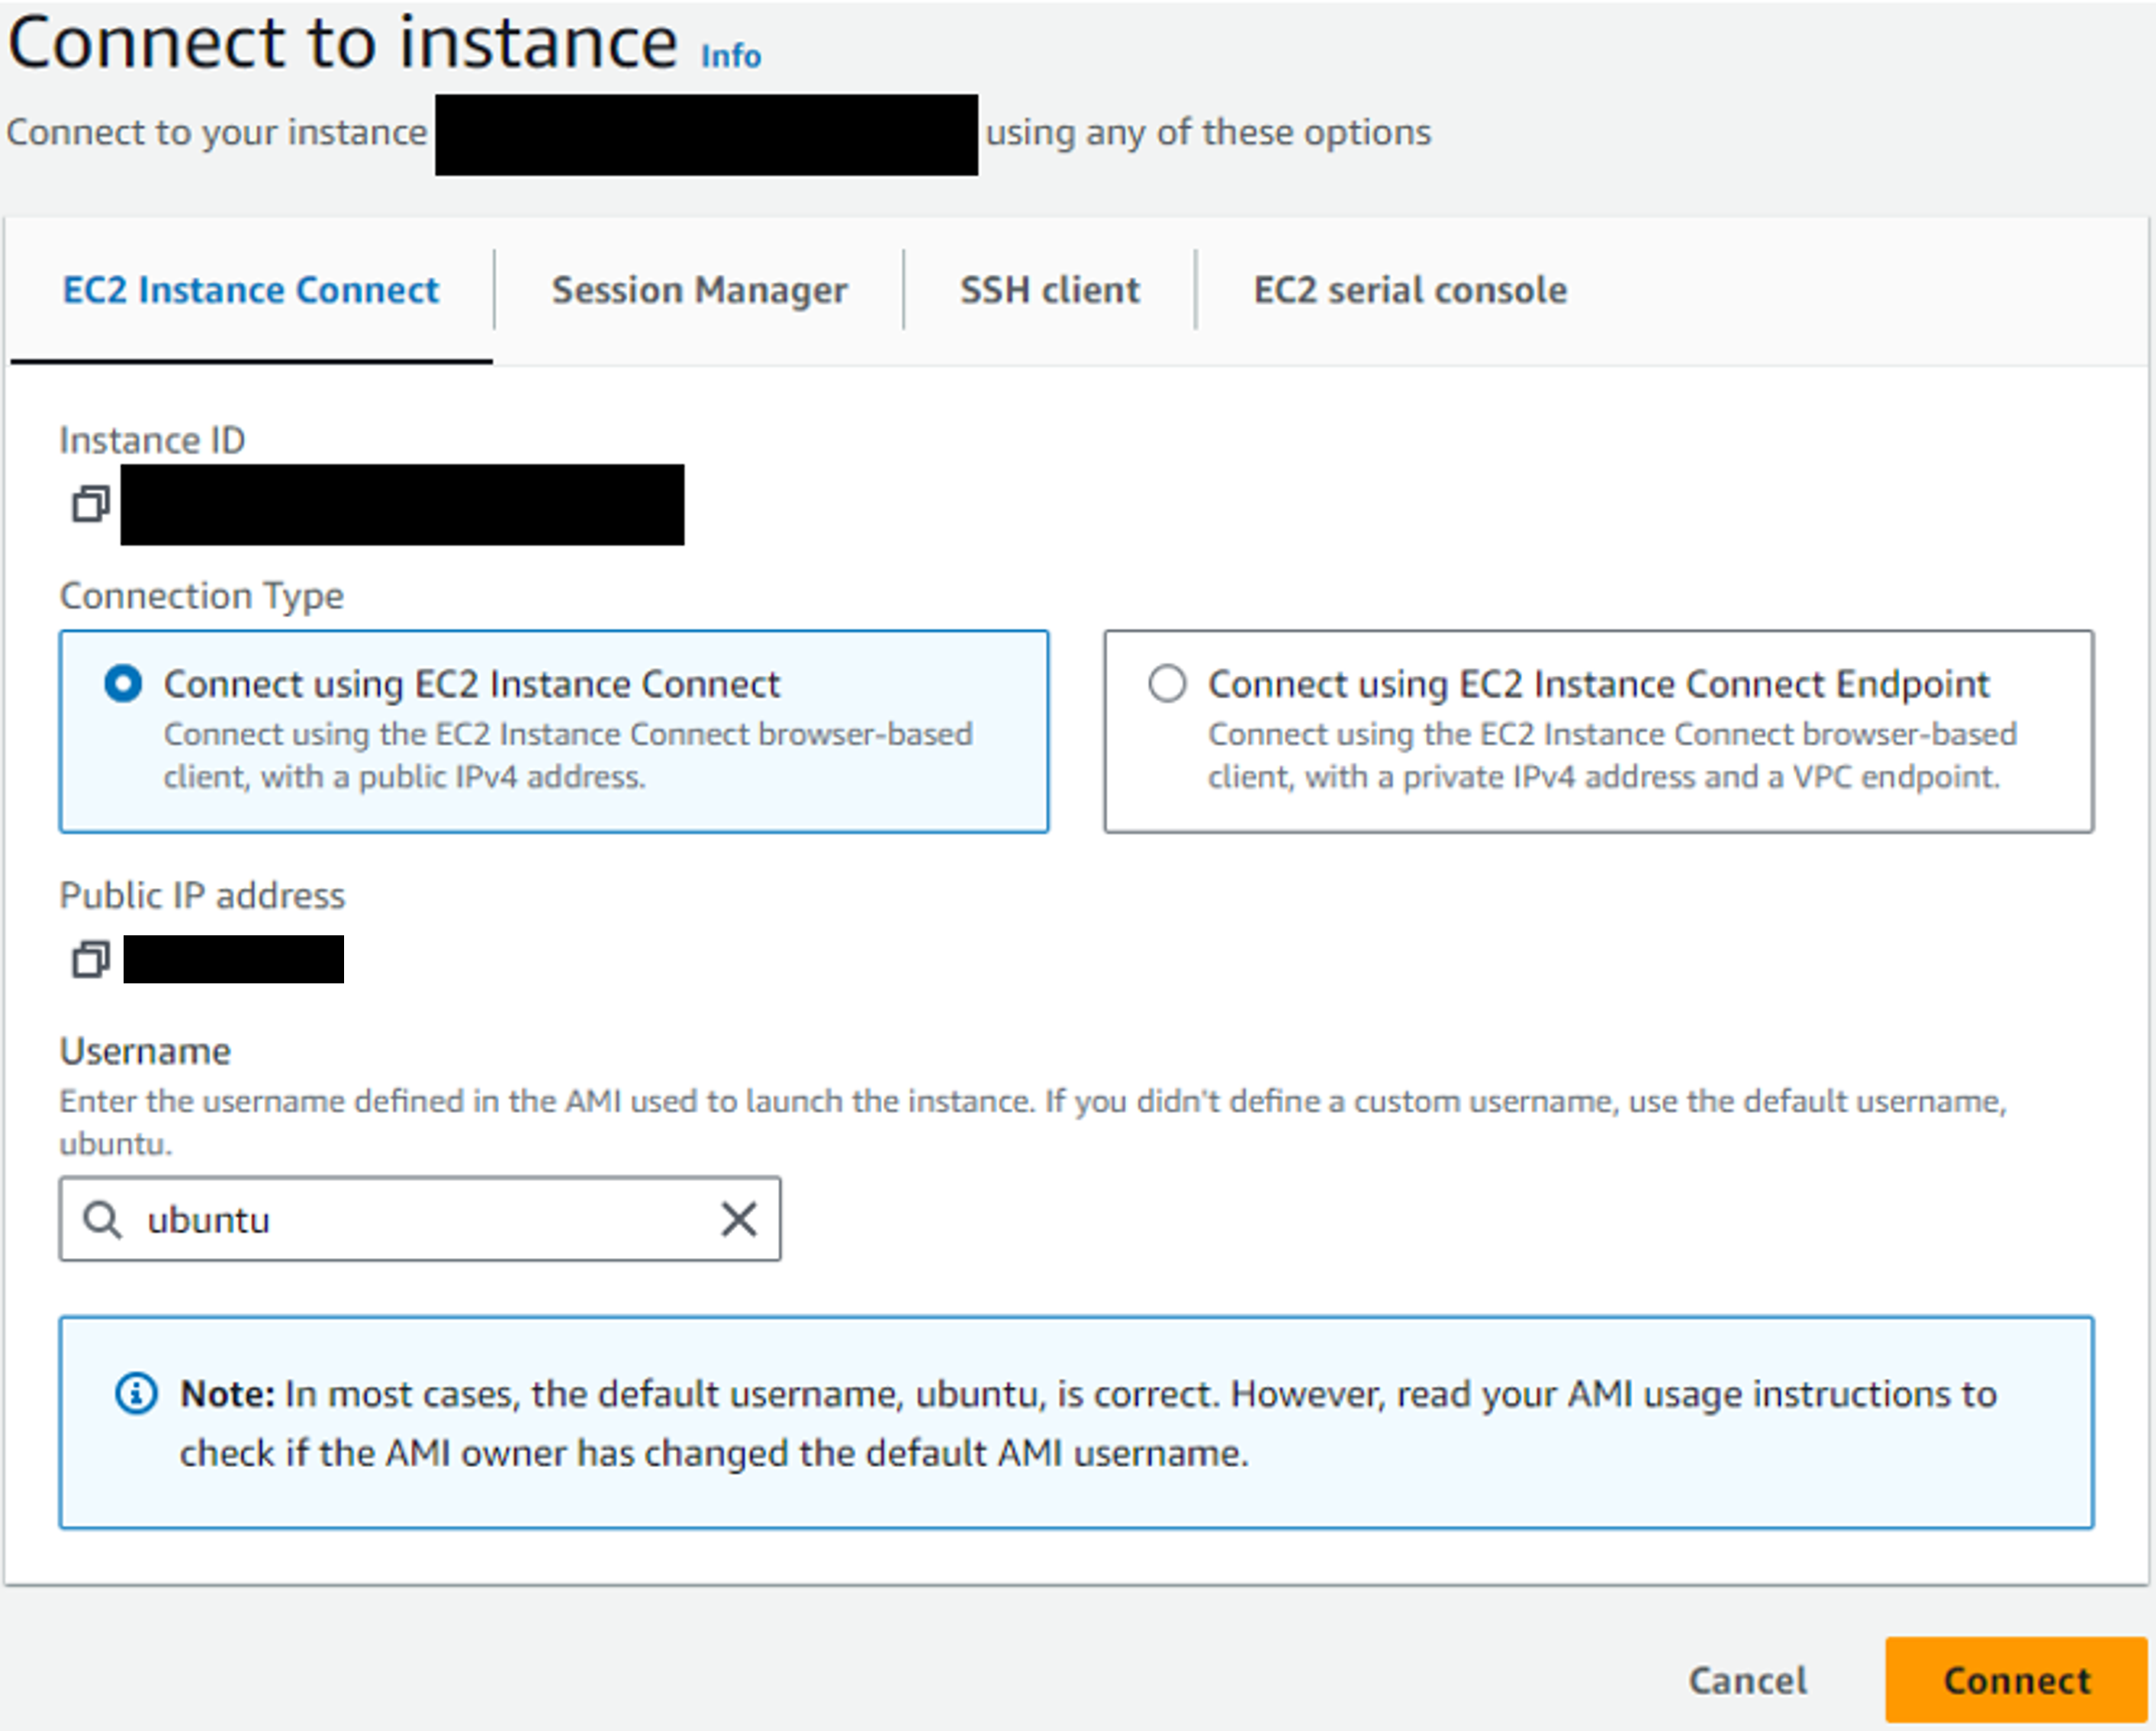 Connect to instance Info
Connect to your instance using any of these options
EC2 Instance Connect Session Manager SSH client EC2 serial console
Instance ID
Connection Type
Connect using EC2 Instance Connect
Connect using the EC2 Instance Connect browser-based
client, with a public IPv4 address.
Connect using EC2 Instance Connect Endpoint
Connect using the EC2 Instance Connect browser-based
client, with a private IPv4 address and a VPC endpoint.
Public IP address
Username
Enter the username defined in the AMI used to launch the instance. If you didn't define a custom username, use the default username,
ubuntu.
ubuntu
Note: In most cases, the default username, ubuntu, is correct. However, read your AMI usage instructions to
check if the AMI owner has changed the default AMI username.
Cancel Connect